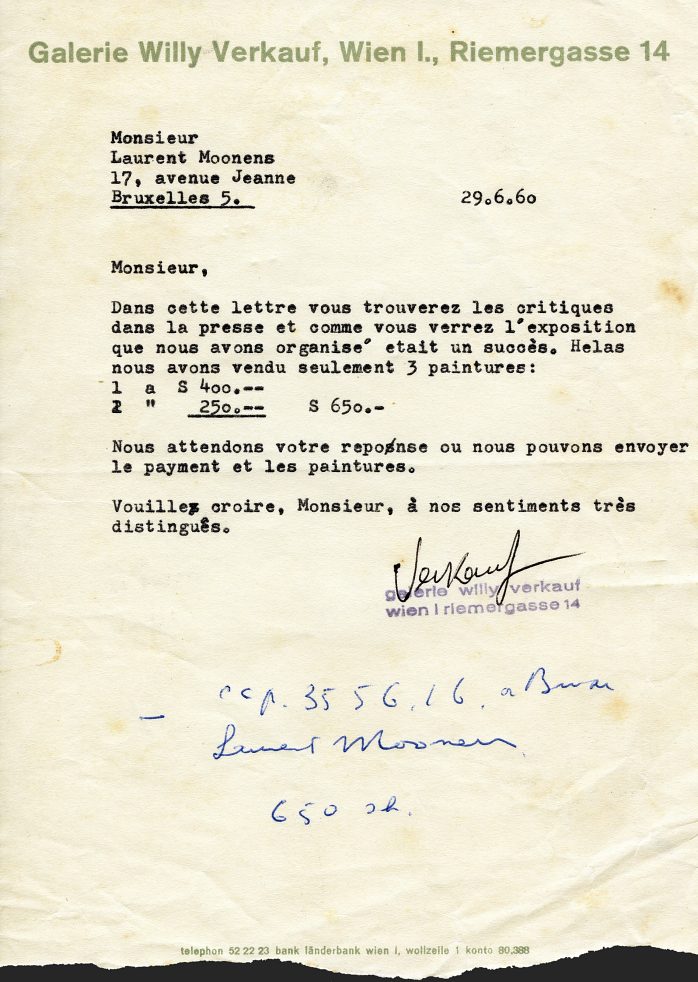 Galerie Willy Verkauf, Wien I., Riemergasse 14
Monsieur
Laurent Moonens
17, avenue Jeanne
Bruxelles 5.
29.6.60
Monsieur,
Dans cette lettre vous trouverez les critiques
dans la presse et comme vous verrez l'exposition
que nous avons organise' etait un succès. Helas
nous avons vendu seulement 3 paintures:
1 a S 400.--
2 " 250.-- S 650.-
Nous attendons votre reponse ou nous pouvons envoyer
le payment et les paintures.
Vouillez croire, Monsieur, à nos sentiments très
distingués.
Verkauf
galerie willy verkauf
wien I riemergasse 14
— ccp. 35 56.16. a
Laurent Moonens
650 sh.
telephon 52 22 23 bank länderbank wien I, wollzeile 1 konto 80.388